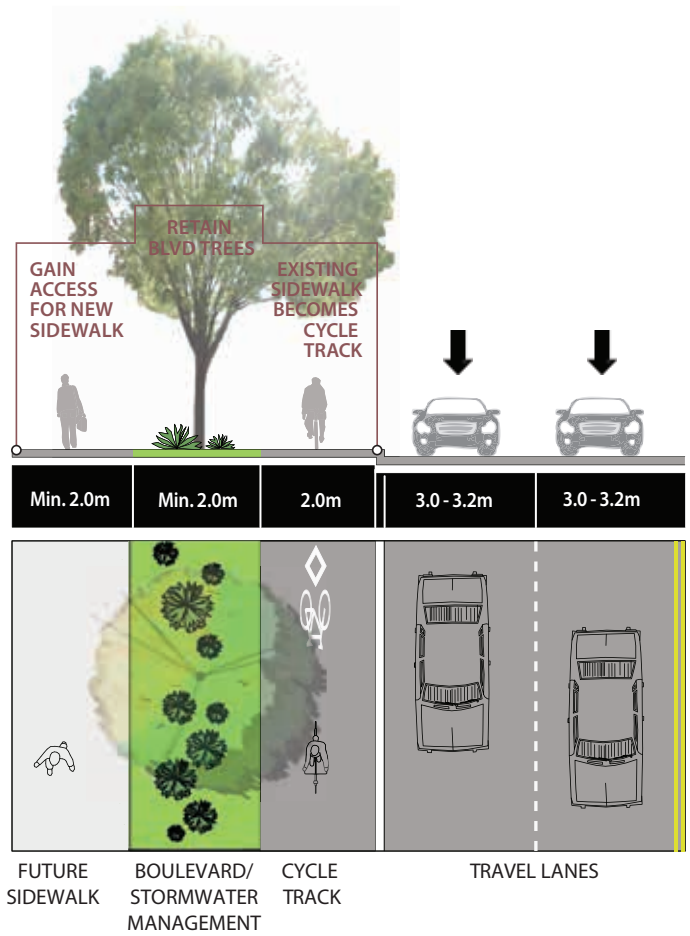 RETAIN
BLVD TREES
GAIN
ACCESS
FOR NEW
SIDEWALK
EXISTING
SIDEWALK
BECOMES
CYCLE
TRACK
Min. 2.0m
Min. 2.0m
2.0m
3.0 - 3.2m
3.0 - 3.2m
FUTURE
SIDEWALK
BOULEVARD/
STORMWATER
MANAGEMENT
CYCLE
TRACK
TRAVEL LANES